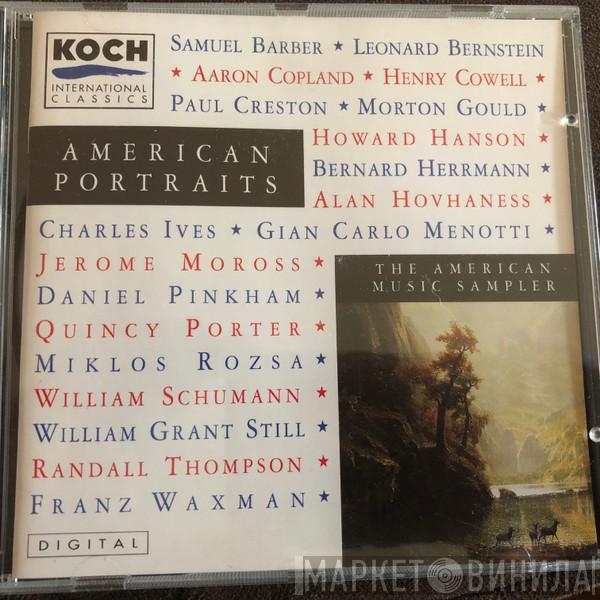 KOCH
INTERNATIONAL
CLASSICS
SAMUEL BARBER ★ LEONARD BERNSTEIN
★ AARON COPLAND ★ HENRY COWELL ★
PAUL CRESTON ★ MORTON GOULD ★
HOWARD HANSON ★
AMERICAN
PORTRAITS
BERNARD HERRMANN ★
ALAN HOVHANESS ★
CHARLES IVES ★ GIAN CARLO MENOTTI ★
JEROME MOROSS ★
THE AMERICAN
MUSIC SAMPLER
DANIEL PINKHAM ★
QUINCY PORTER ★
MIKLOS ROZSA ★
WILLIAM SCHUMANN ★
WILLIAM GRANT STILL ★
RANDALL THOMPSON ★
FRANZ WAXMAN ★
DIGITAL
МАРКЕТ ВИНИЛА